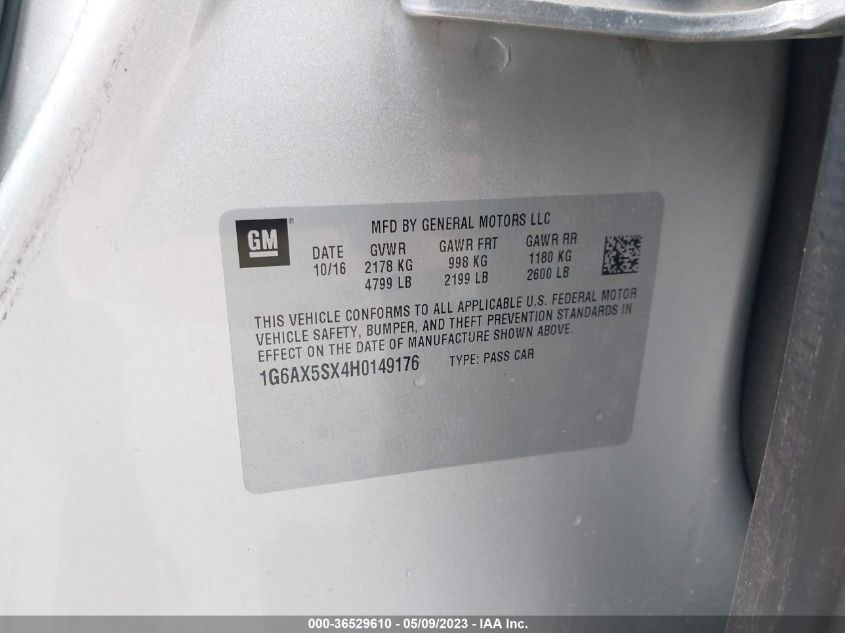 GM ®
MFD BY GENERAL MOTORS LLC
DATE GVWR GAWR FRT GAWR RR
10/16 2178 KG 998 KG 1180 KG
4799 LB 2199 LB 2600 LB
THIS VEHICLE CONFORMS TO ALL APPLICABLE U.S. FEDERAL MOTOR
VEHICLE SAFETY, BUMPER, AND THEFT PREVENTION STANDARDS IN
EFFECT ON THE DATE OF MANUFACTURE SHOWN ABOVE.
1G6AX5SX4H0149176 TYPE: PASS CAR
000-36529610 - 05/09/2023 - IAA Inc.